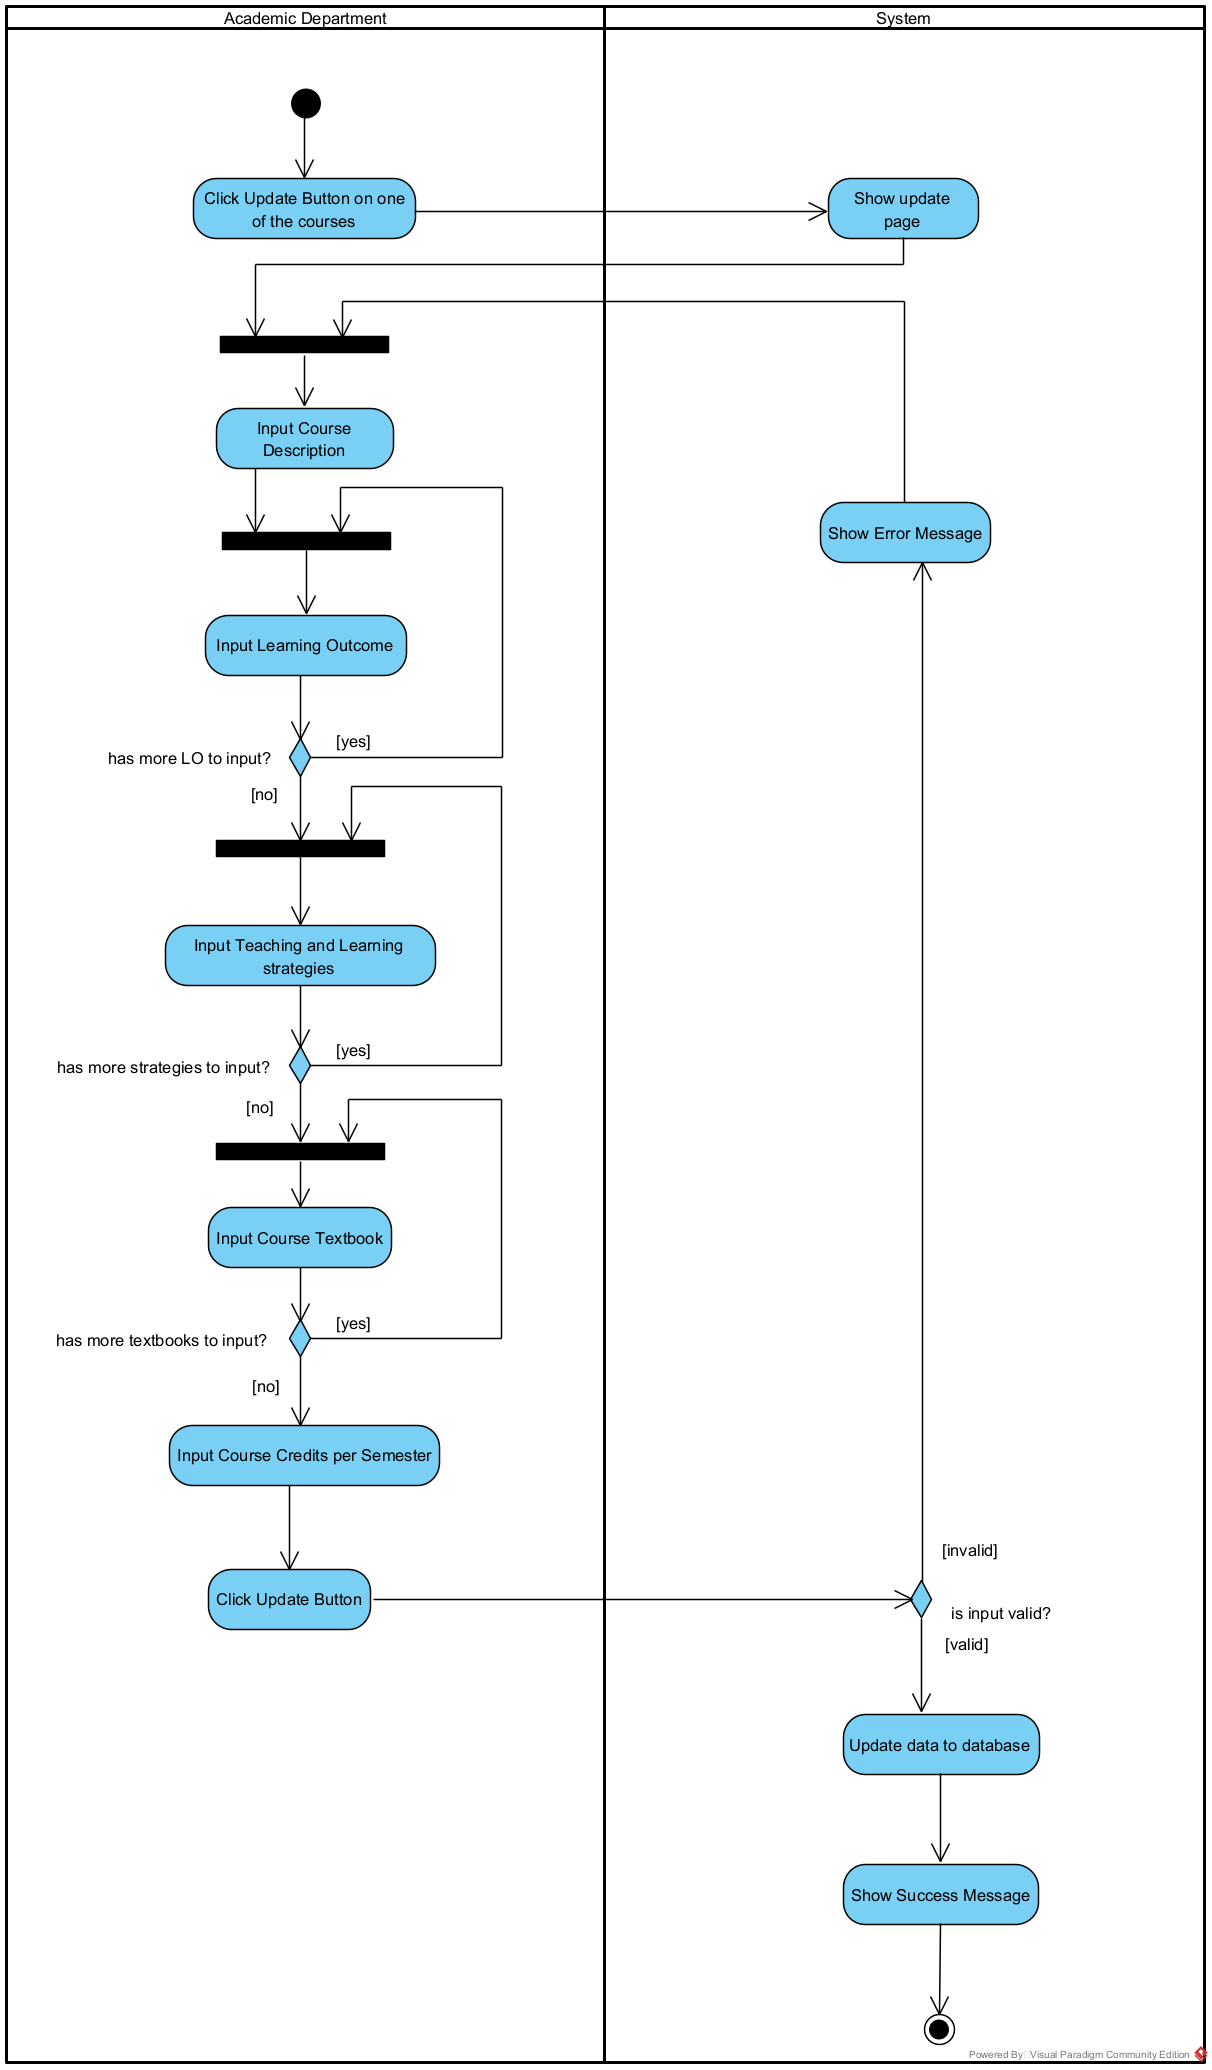 Academic Department
System
Click Update Button on one
of the courses
Show update
page
Input Course
Description
Show Error Message
Input Learning Outcome
[yes]
has more LO to input?
[no]
Input Teaching and Learning
strategies
[yes]
has more strategies to input?
[no]
Input Course Textbook
[yes]
has more textbooks to input?
[no]
Input Course Credits per Semester
[invalid]
Click Update Button
is input valid?
[valid]
Update data to database
Show Success Message
Powered By Visual Paradigm Community Edition